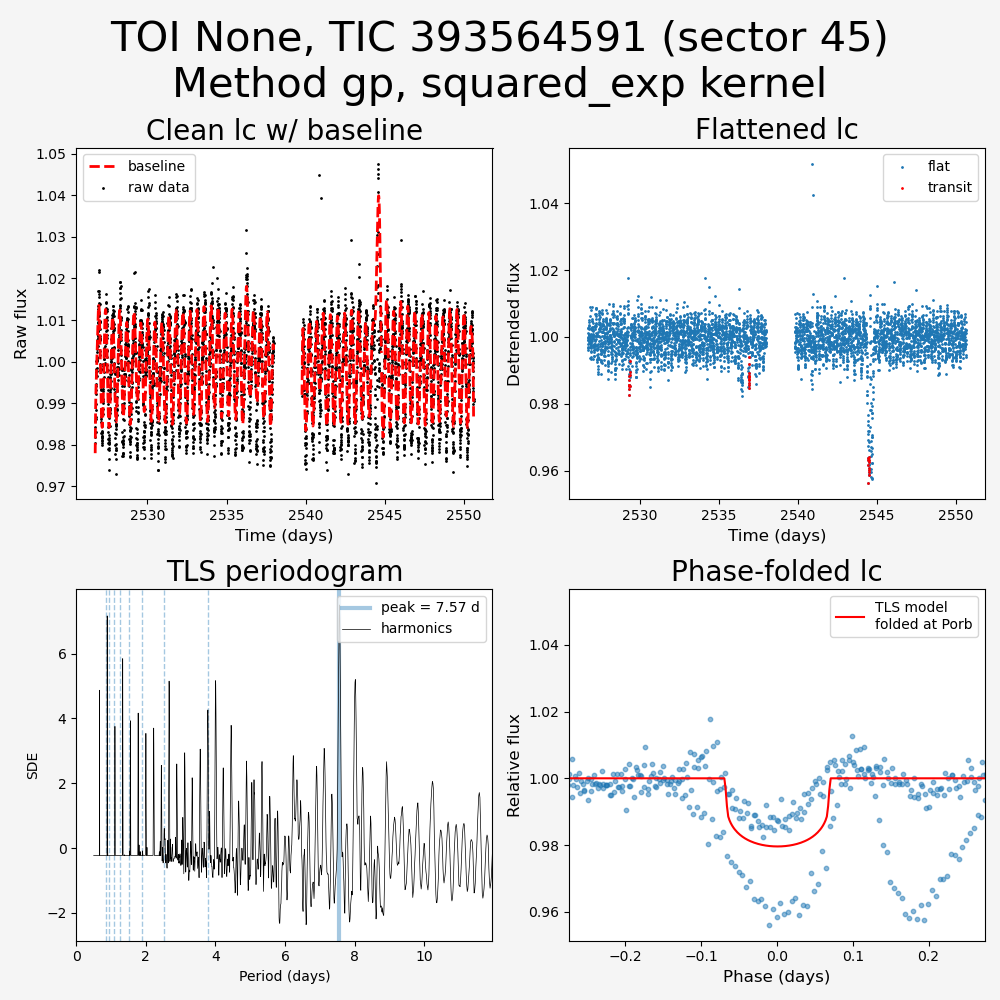 TOI None, TIC 393564591 (sector 45)
Method gp, squared_exp kernel
Clean lc w/ baseline
baseline
raw data
1.05
1.04
1.03
1.02
1.01
1.00
0.99
0.98
0.97
Raw flux
2530
2535
2540
2545
2550
Time (days)
Flattened lc
flat
transit
1.04
1.02
1.00
0.98
0.96
Detrended flux
2530
2535
2540
2545
2550
Time (days)
TLS periodogram
peak = 7.57 d
harmonics
6
4
2
0
−2
SDE
0
2
4
6
8
10
Period (days)
Phase-folded lc
TLS model
folded at Porb
1.04
1.02
1.00
0.98
0.96
Relative flux
−0.2
−0.1
0.0
0.1
0.2
Phase (days)